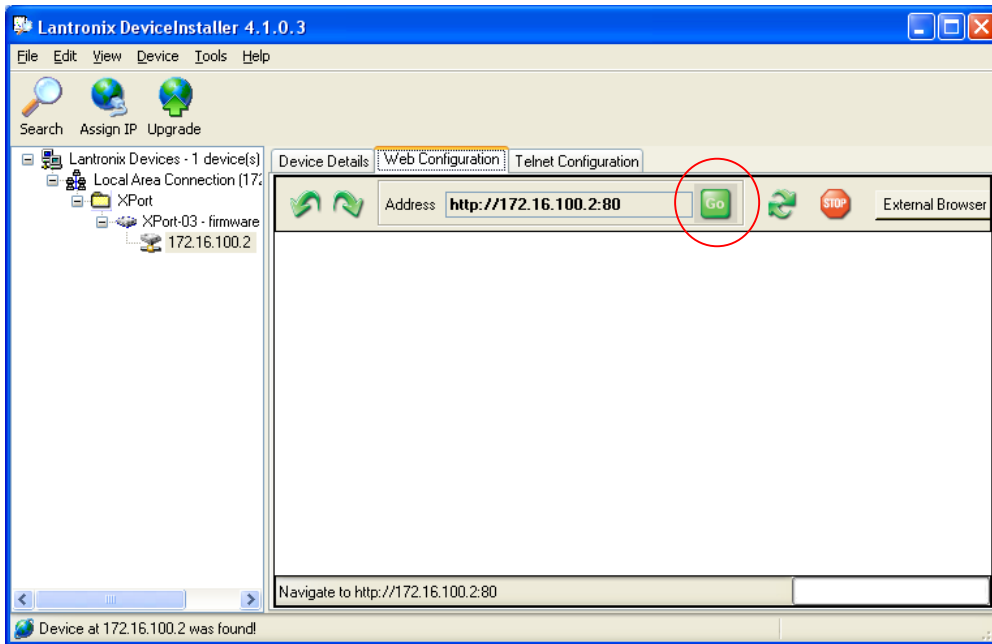 Lantronix DeviceInstaller 4.1.0.3
File Edit View Device Tools Help
Search Assign IP Upgrade
Lantronix Devices - 1 device(s)
Local Area Connection (172
XPort
XPort-03 - firmware
172.16.100.2
Device Details Web Configuration Telnet Configuration
Address http://172.16.100.2:80 Go STOP External Browser
Navigate to http://172.16.100.2:80
Device at 172.16.100.2 was found!